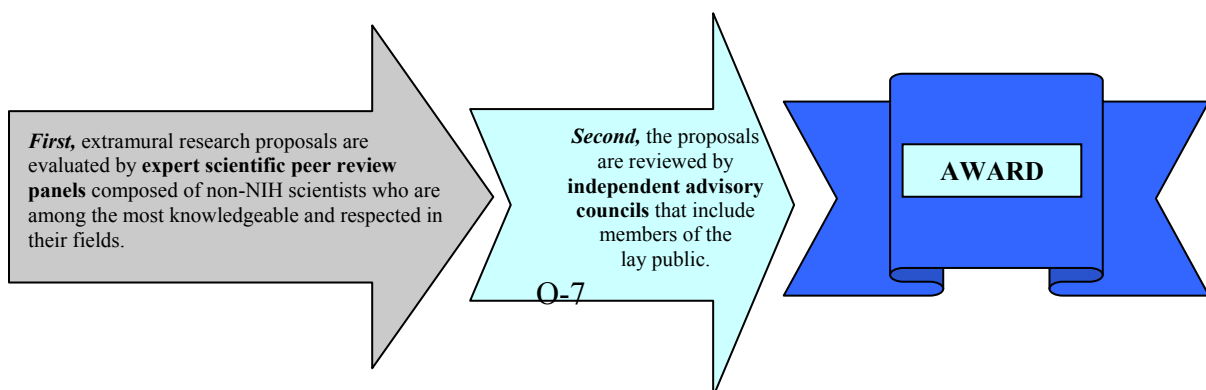 First, extramural research proposals are
evaluated by expert scientific peer review
panels composed of non-NIH scientists who are
among the most knowledgeable and respected in
their fields.
Second, the proposals
are reviewed by
independent advisory
councils that include
members of the
lay public.
O-7
AWARD